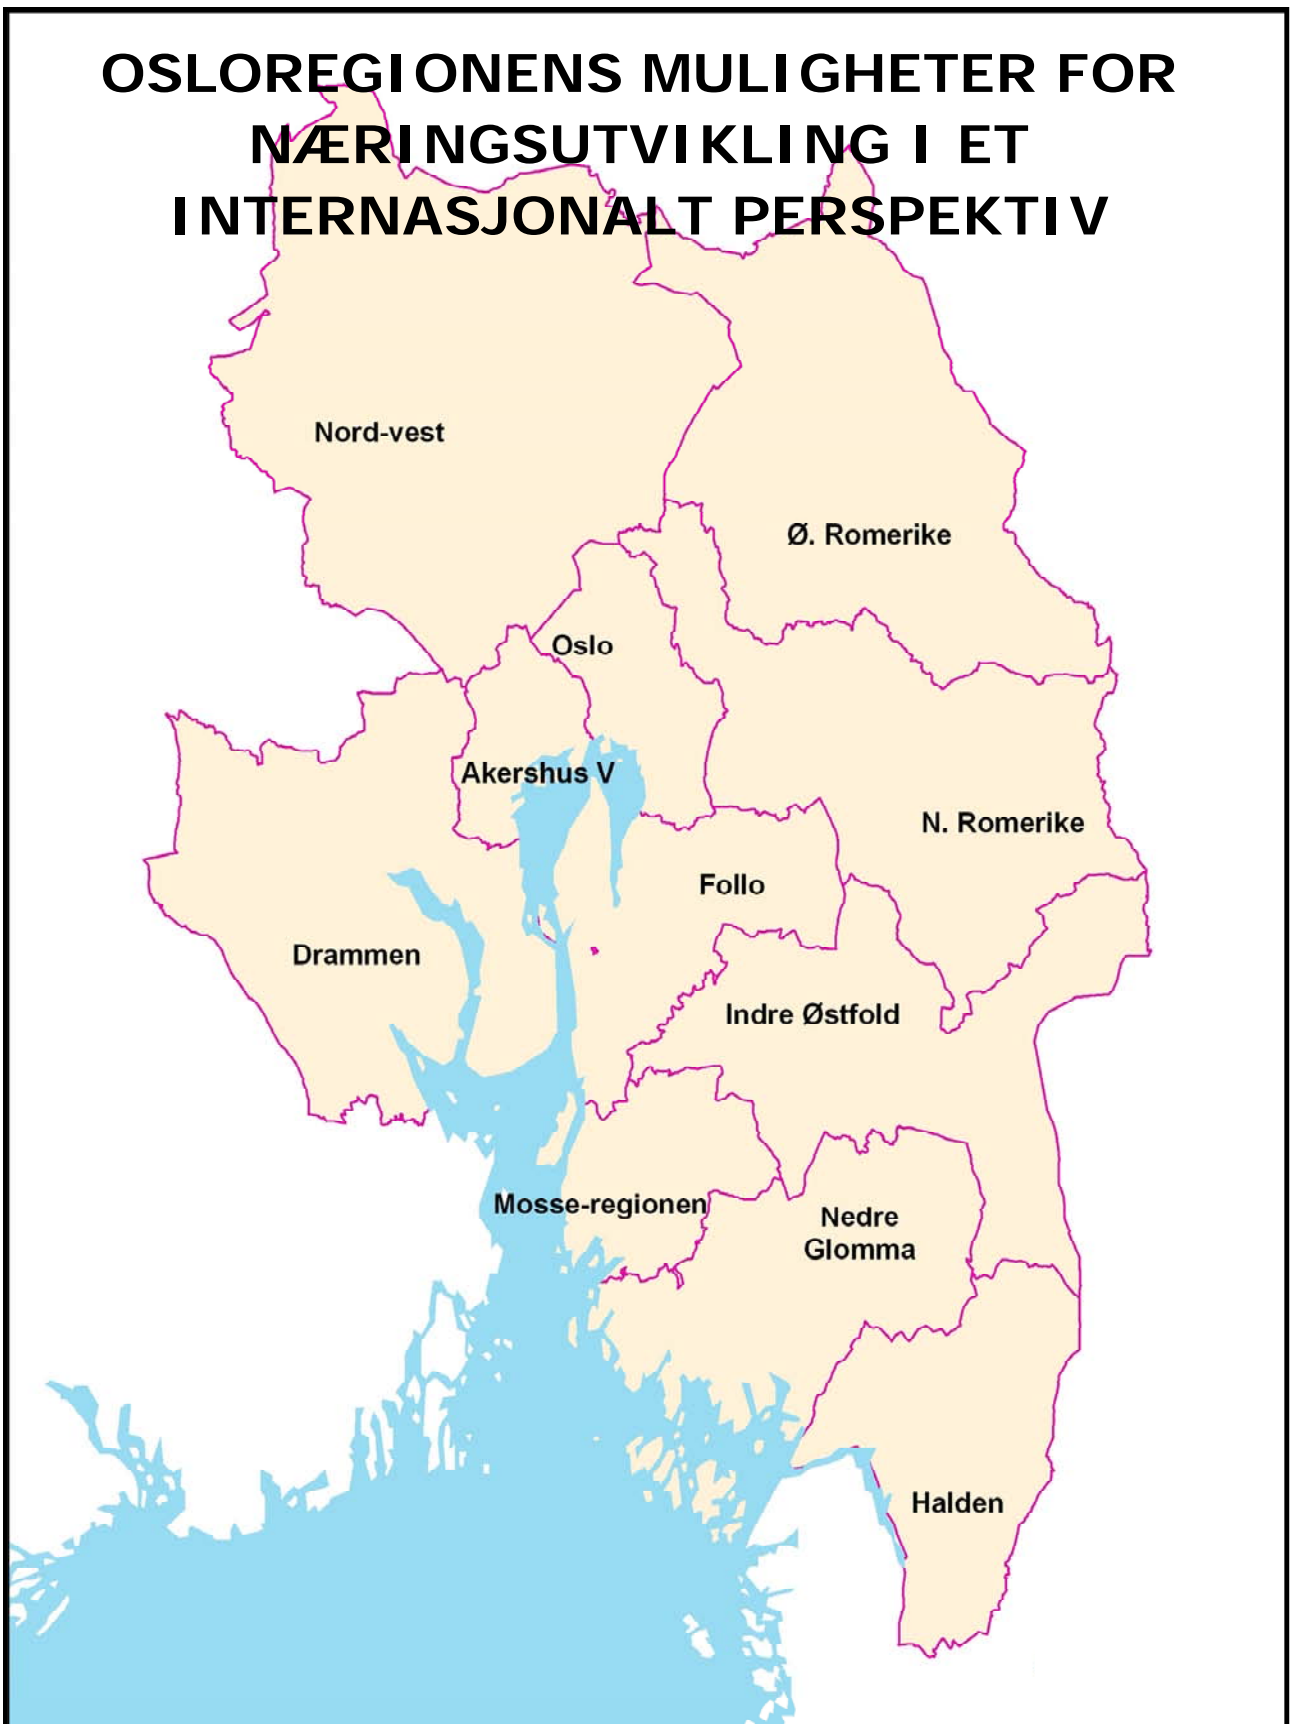 OSLOREGIONENS MULIGHETER FOR
NÆRINGSUTVIKLING I ET
INTERNASJONALT PERSPEKTIV
Nord-vest
Ø. Romerike
Oslo
Akershus V
N. Romerike
Follo
Drammen
Indre Østfold
Mosse-regionen
Nedre
Glomma
Halden